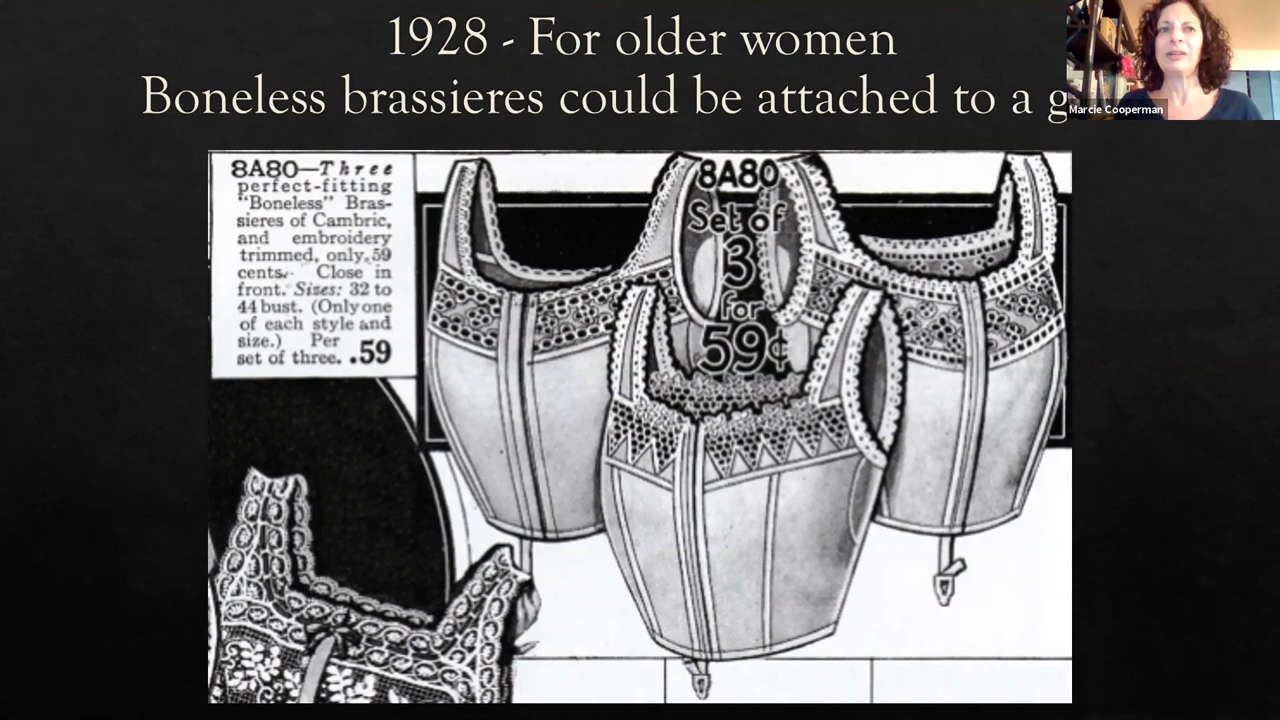 1928 - For older women
Boneless brassieres could be attached to a
Marcie Cooperman
8A80—Three
perfect-fitting
"Boneless" Bras-
sieres of Cambric,
and embroidery
trimmed, only 59
cents. Close in
front. Sizes: 32 to
44 bust. (Only one
of each style and
size.) Per
set of three. .59
8A80
Set of
3
for
59¢